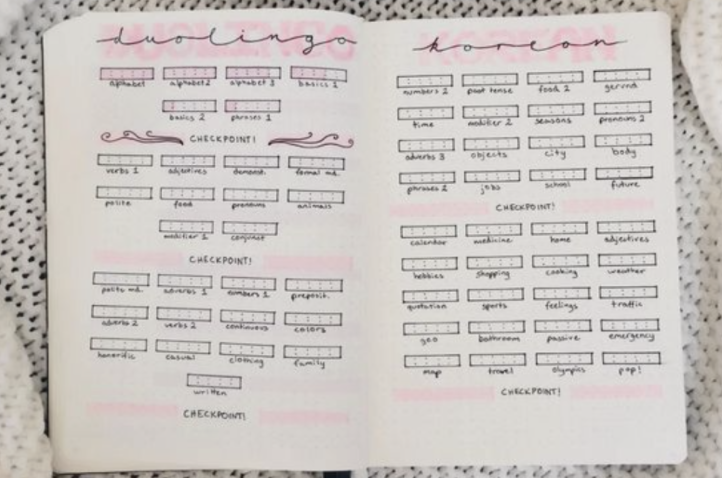 duolingo
alphabet alphabet 2 alphabet 3 basics 1
basics 2 phrases 1
CHECKPOINT!
verbs 1 adjectives demonst. formal md.
polite food pronouns animals
modifier 1 conjunct
CHECKPOINT!
polite md. adverbs 1 numbers 1 preposit.
adverbs 2 verbs 2 continuous colors
honorific casual clothing family
written
CHECKPOINT!
korean
numbers 2 past tense food 2 gerund
time modifier 2 seasons pronouns 2
adverbs 3 objects city body
phrases 2 jobs school future
CHECKPOINT!
calendar medicine home adjectives
hobbies shopping cooking weather
quotation sports feelings traffic
geo bathroom passive emergency
map travel olympics pop!
CHECKPOINT!